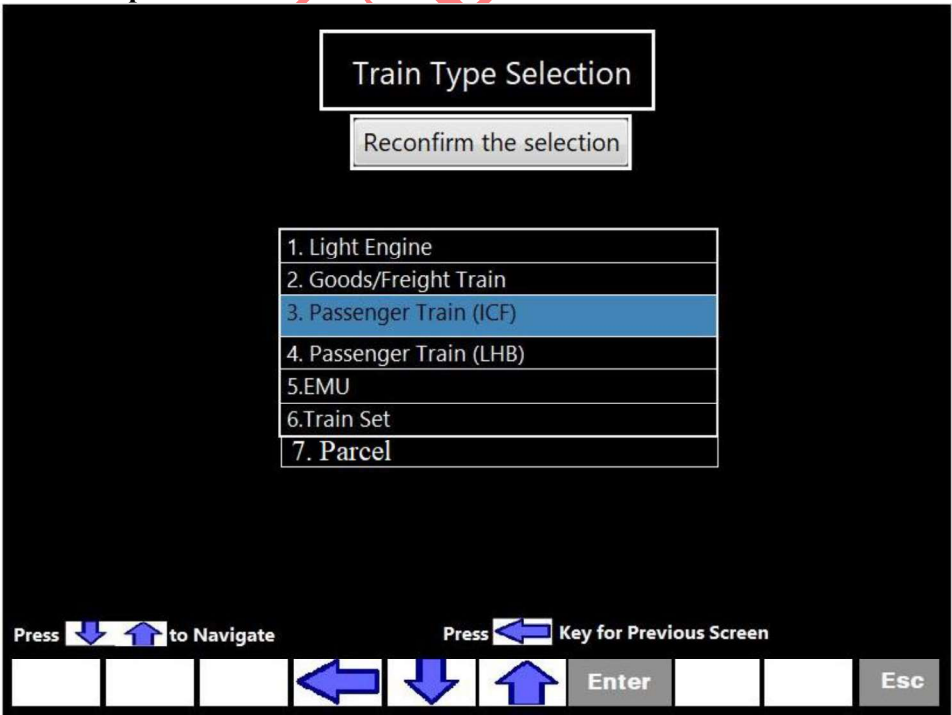 Train Type Selection
Reconfirm the selection
1. Light Engine
2. Goods/Freight Train
3. Passenger Train (ICF)
4. Passenger Train (LHB)
5.EMU
6.Train Set
7. Parcel
Press to Navigate
Press Key for Previous Screen
Enter
Esc